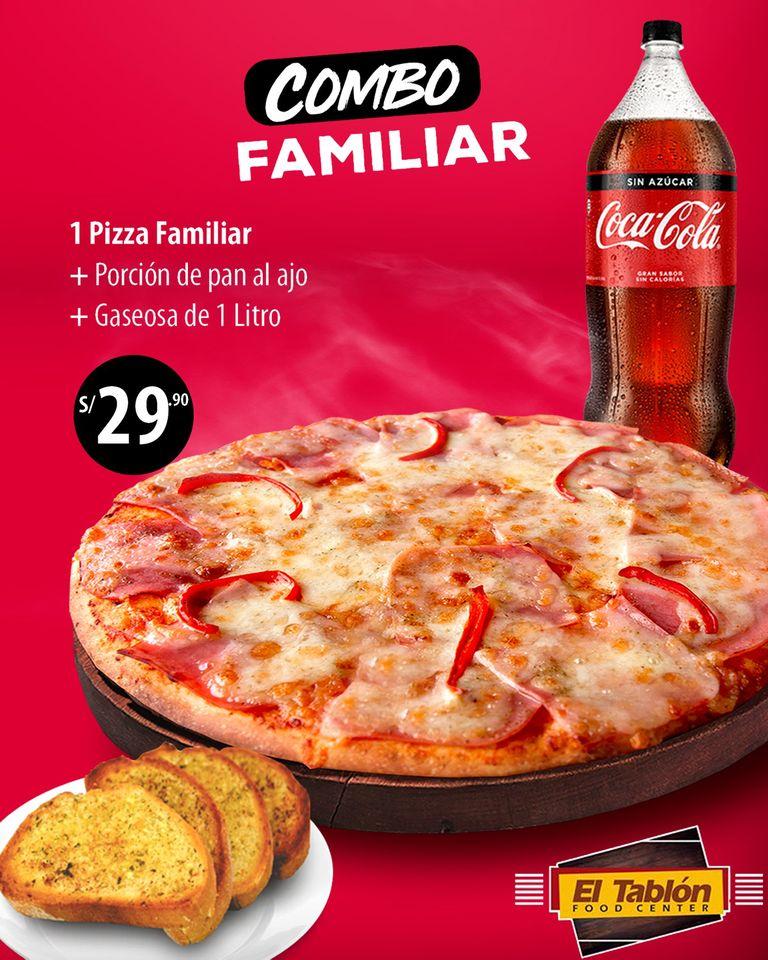 COMBO
FAMILIAR
1 Pizza Familiar
+ Porción de pan al ajo
+ Gaseosa de 1 Litro
S/29.90
SIN AZÚCAR
Coca-Cola
GRAN SABOR
SIN CALORÍAS
El Tablón
FOOD CENTER